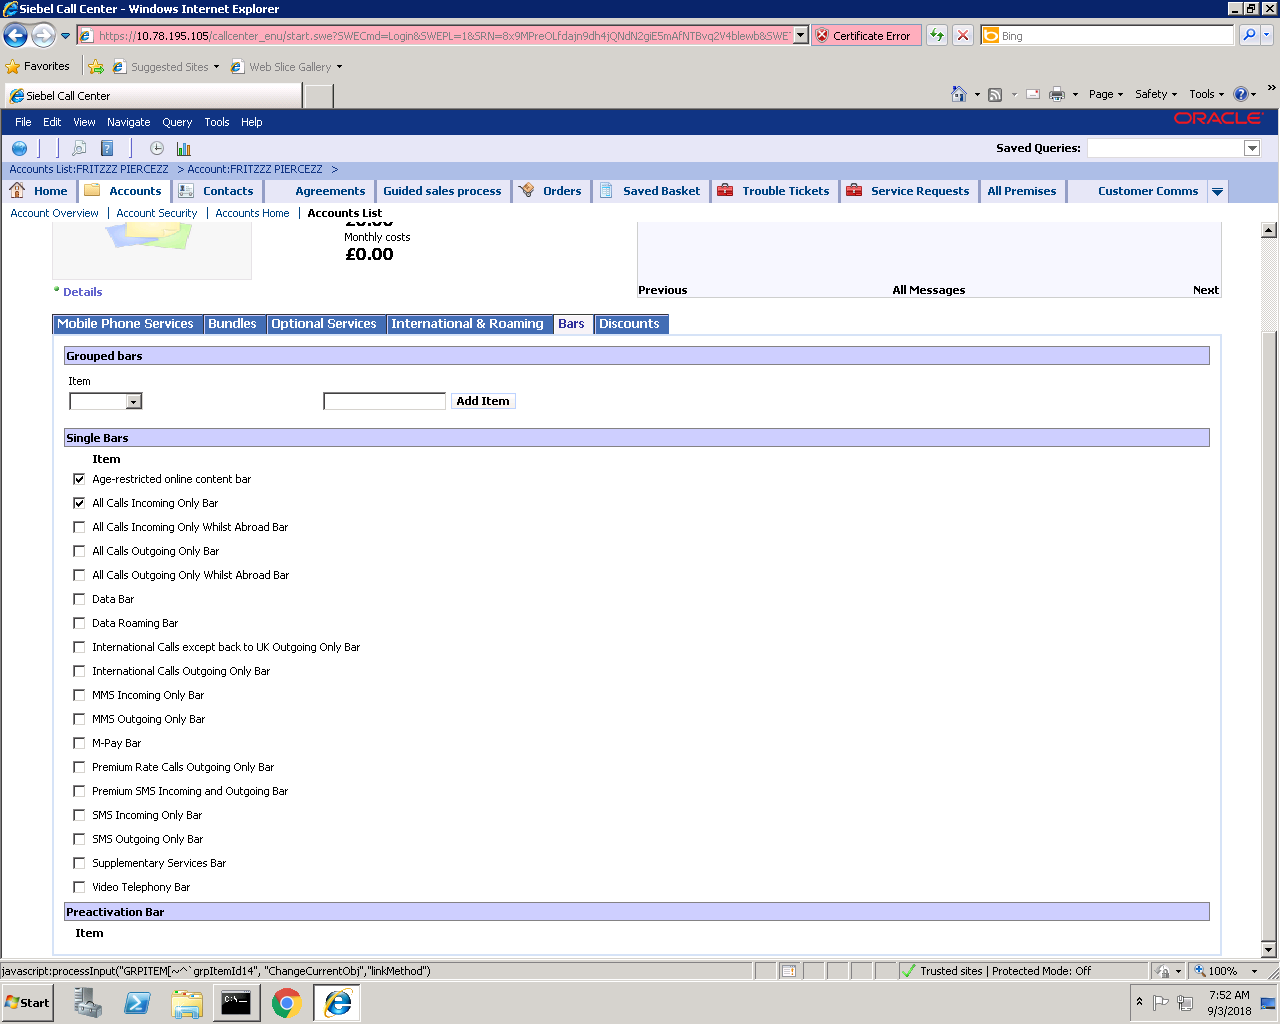 Siebel Call Center - Windows Internet Explorer
https://10.78.195.105/callcenter_enu/start.swe?SWECmd=Login&SWEPL=1&SRN=8x9MPreOLfdajn9dh4jQNdN2giE5mAfNTBvq2V4blewb&SWE
Certificate Error
Bing
Favorites
Suggested Sites
Web Slice Gallery
Siebel Call Center
Page
Safety
Tools
File Edit View Navigate Query Tools Help
ORACLE
Saved Queries:
Accounts List:FRITZZZ PIERCEZZ > Account:FRITZZZ PIERCEZZ >
Home Accounts Contacts Agreements Guided sales process Orders Saved Basket Trouble Tickets Service Requests All Premises Customer Comms
Account Overview | Account Security | Accounts Home | Accounts List
£0.00
Monthly costs
£0.00
Previous All Messages Next
Details
Mobile Phone Services Bundles Optional Services International & Roaming Bars Discounts
Grouped bars
Item
Add Item
Single Bars
Item
Age-restricted online content bar
All Calls Incoming Only Bar
All Calls Incoming Only Whilst Abroad Bar
All Calls Outgoing Only Bar
All Calls Outgoing Only Whilst Abroad Bar
Data Bar
Data Roaming Bar
International Calls except back to UK Outgoing Only Bar
International Calls Outgoing Only Bar
MMS Incoming Only Bar
MMS Outgoing Only Bar
M-Pay Bar
Premium Rate Calls Outgoing Only Bar
Premium SMS Incoming and Outgoing Bar
SMS Incoming Only Bar
SMS Outgoing Only Bar
Supplementary Services Bar
Video Telephony Bar
Preactivation Bar
Item
javascript:processInput("GRPITEM[~^`grpItemId14", "ChangeCurrentObj","linkMethod")
Trusted sites | Protected Mode: Off
100%
Start
C:\.
7:52 AM
9/3/2018